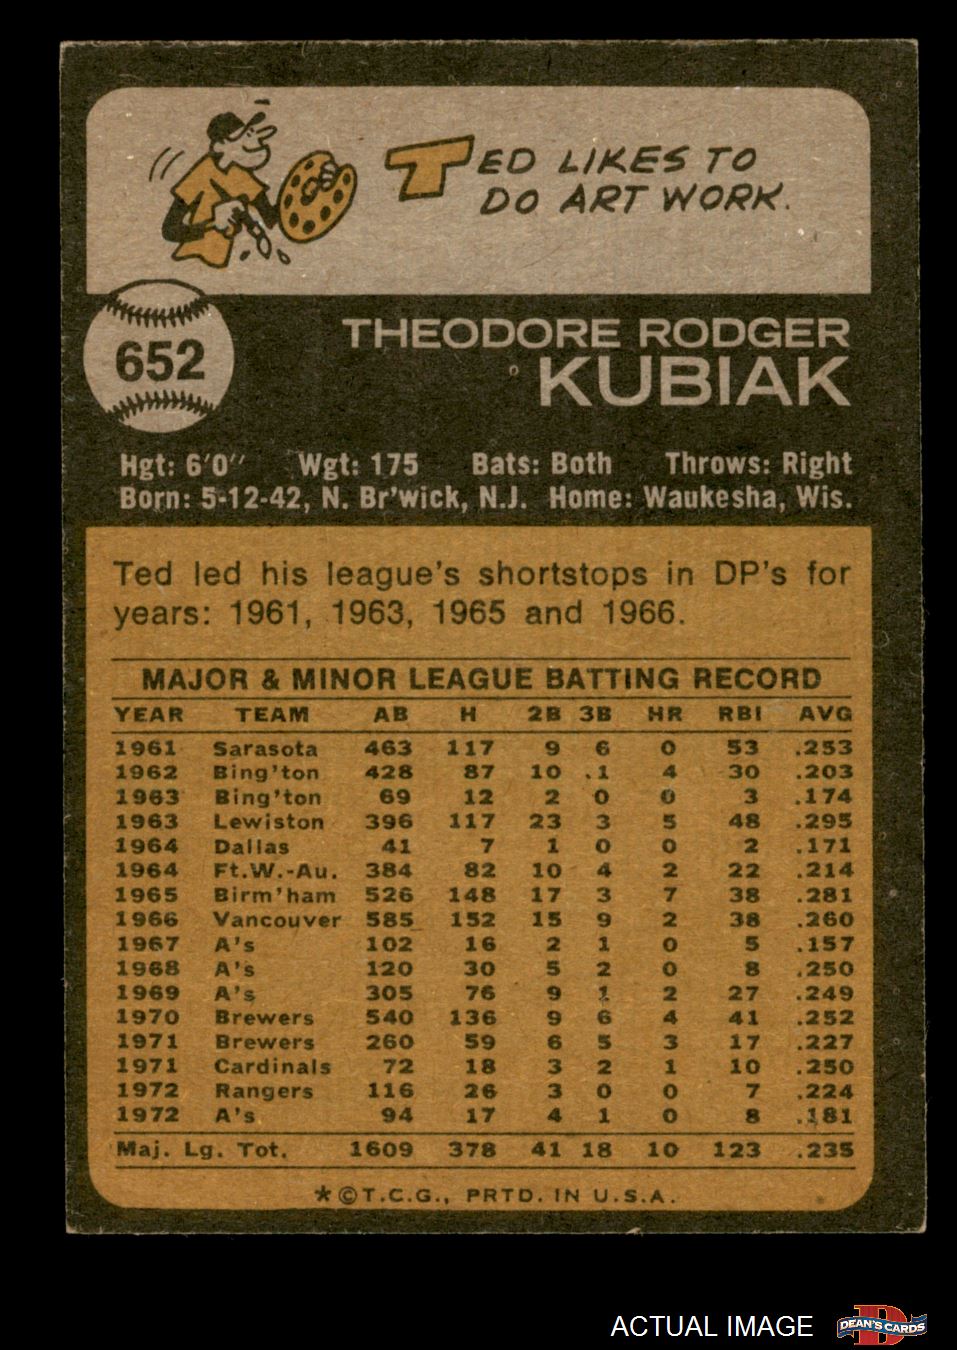 TED LIKES TO
DO ART WORK.
652
THEODORE RODGER
KUBIAK
Hgt: 6'0" Wgt: 175 Bats: Both Throws: Right
Born: 5-12-42, N. Br'wick, N.J. Home: Waukesha, Wis.
Ted led his league's shortstops in DP's for
years: 1961, 1963, 1965 and 1966.
MAJOR & MINOR LEAGUE BATTING RECORD
YEAR TEAM AB H 2B 3B HR RBI AVG
1961 Sarasota 463 117 9 6 0 53 .253
1962 Bing'ton 428 87 10 1 4 30 .203
1963 Bing'ton 69 12 2 0 0 3 .174
1963 Lewiston 396 117 23 3 5 48 .295
1964 Dallas 41 7 1 0 0 2 .171
1964 Ft.W.-Au. 384 82 10 4 2 22 .214
1965 Birm'ham 526 148 17 3 7 38 .281
1966 Vancouver 585 152 15 9 2 38 .260
1967 A's 102 16 2 1 0 5 .157
1968 A's 120 30 5 2 0 8 .250
1969 A's 305 76 9 1 2 27 .249
1970 Brewers 540 136 9 6 4 41 .252
1971 Brewers 260 59 6 5 3 17 .227
1971 Cardinals 72 18 3 2 1 10 .250
1972 Rangers 116 26 3 0 0 7 .224
1972 A's 94 17 4 1 0 8 .181
Maj. Lg. Tot. 1609 378 41 18 10 123 .235
*©T.C.G., PRTD. IN U.S.A.
ACTUAL IMAGE
D
DEAN'S CARDS